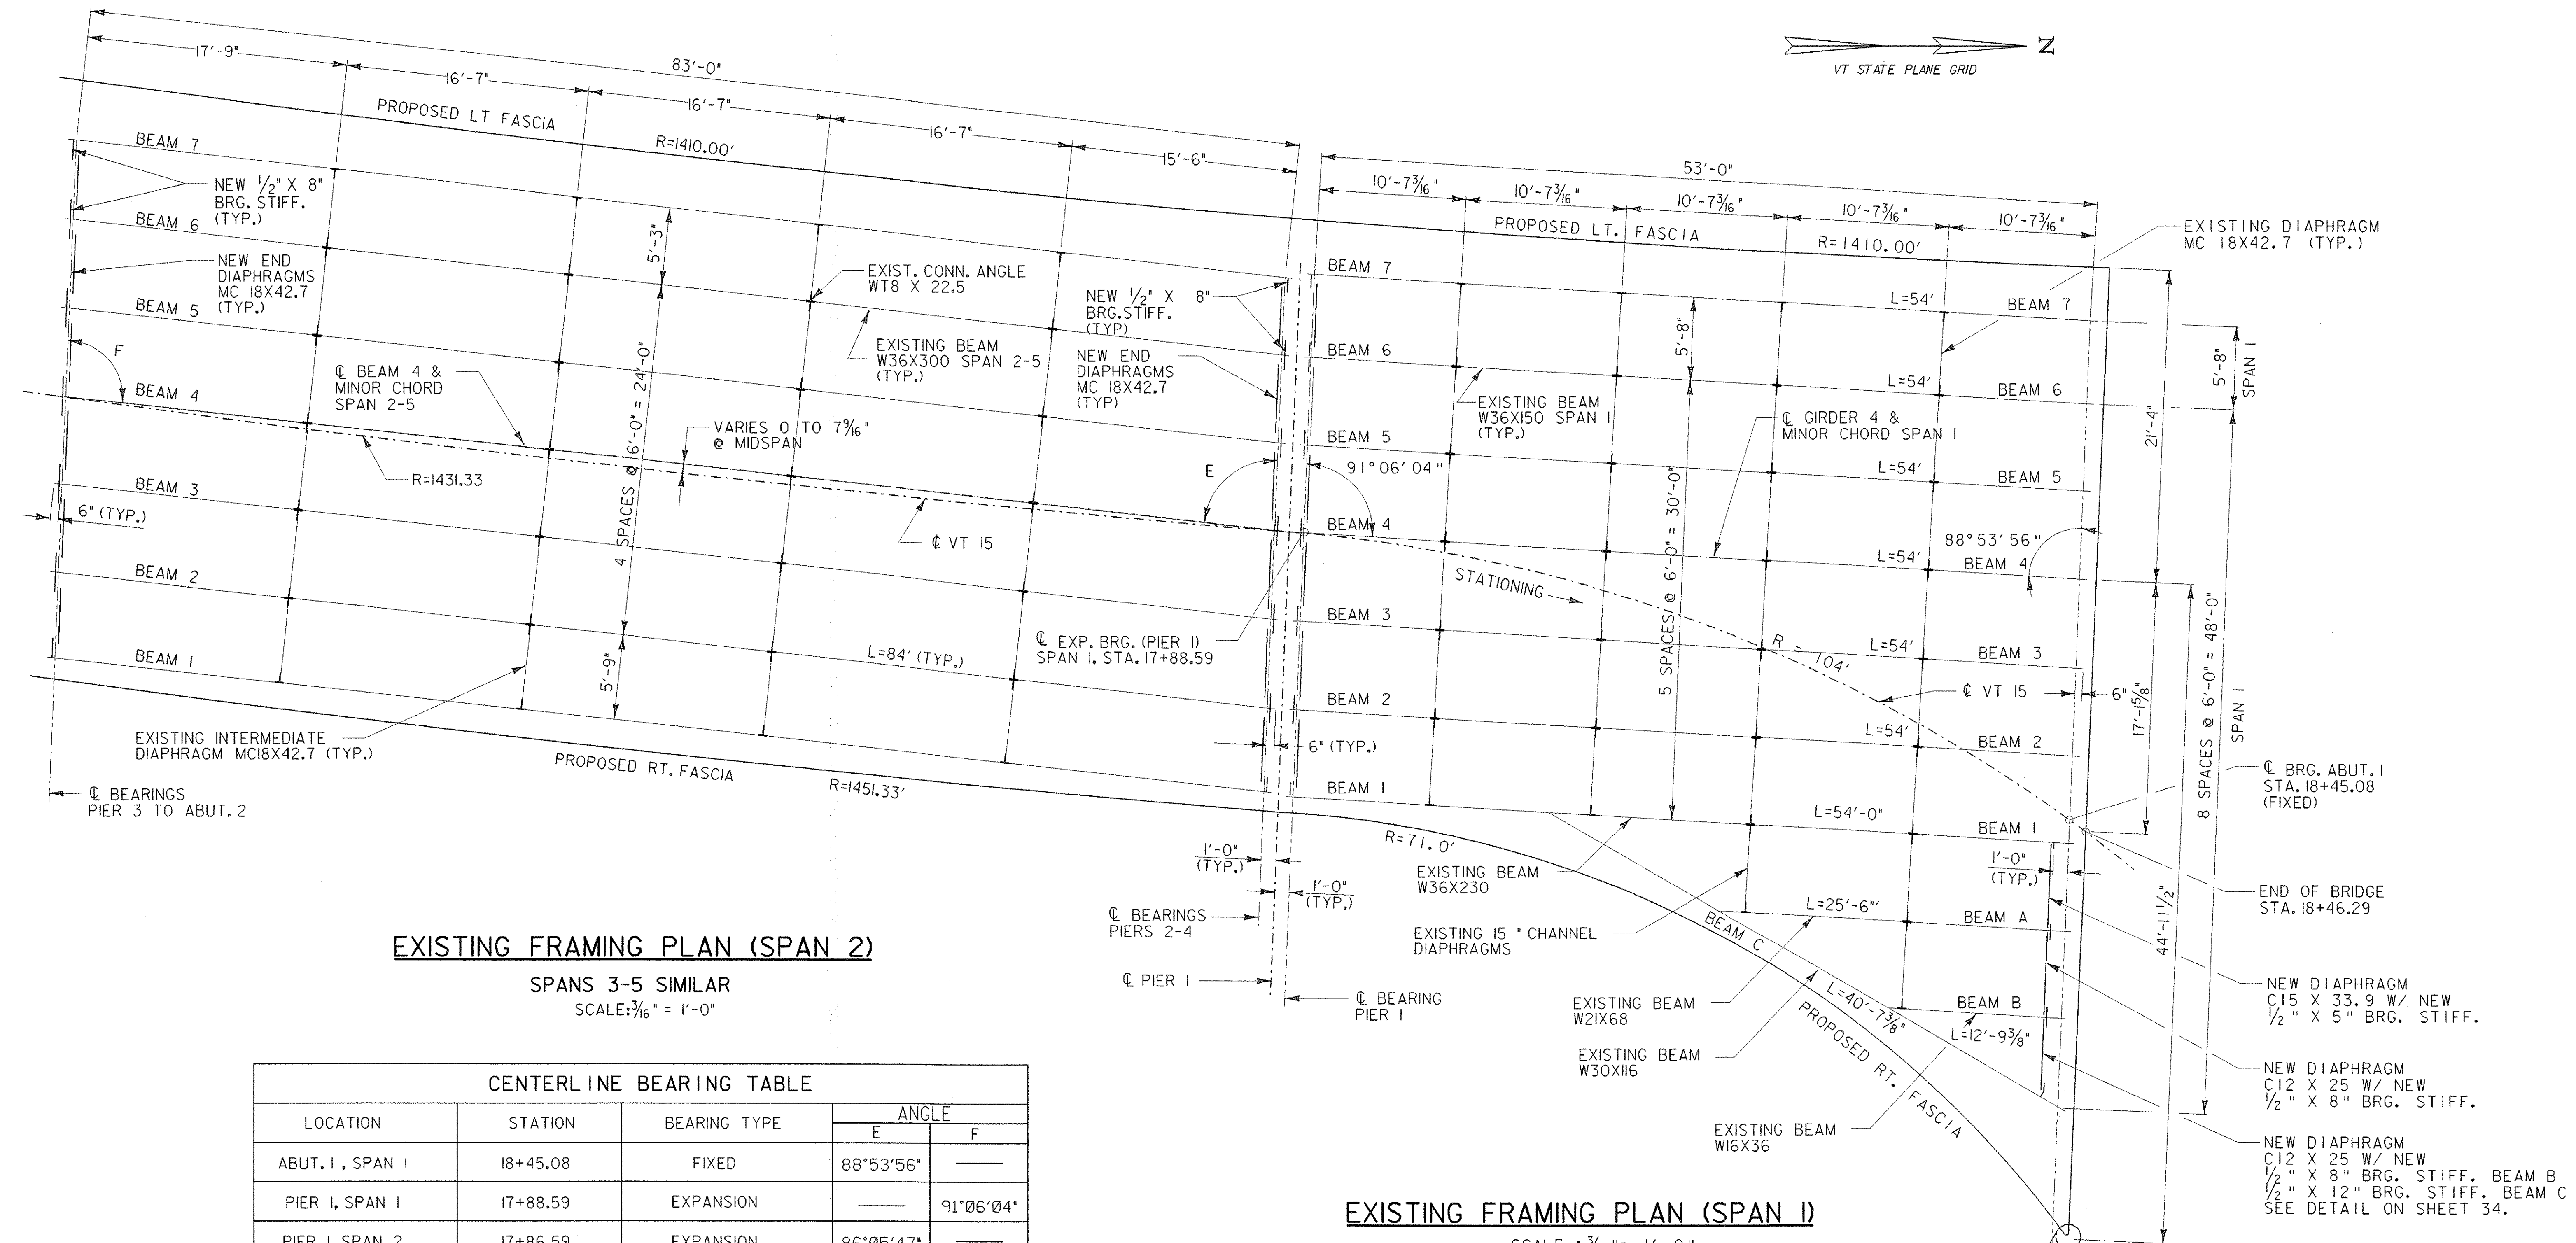 VT STATE PLANE GRID
N
83'-0"
17'-9"
16'-7"
16'-7"
16'-7"
15'-6"
PROPOSED LT FASCIA
R=1410.00'
BEAM 7
NEW 1/2" X 8"
BRG. STIFF.
(TYP.)
BEAM 6
NEW END
DIAPHRAGMS
MC 18X42.7
(TYP.)
BEAM 5
F
BEAM 4
℄ BEAM 4 &
MINOR CHORD
SPAN 2-5
R=1431.33
BEAM 3
6" (TYP.)
BEAM 2
BEAM 1
5'-3"
4 SPACES @ 6'-0" = 24'-0"
5'-9"
EXIST. CONN. ANGLE
WT8 X 22.5
EXISTING BEAM
W36X300 SPAN 2-5
(TYP.)
VARIES 0 TO 7 9/16"
@ MIDSPAN
NEW 1/2" X 8"
BRG.STIFF.
(TYP)
NEW END
DIAPHRAGMS
MC 18X42.7
(TYP)
E
℄ VT 15
L=84' (TYP.)
℄ EXP. BRG. (PIER 1)
SPAN 1, STA. 17+88.59
6" (TYP.)
EXISTING INTERMEDIATE
DIAPHRAGM MC18X42.7 (TYP.)
PROPOSED RT. FASCIA
R=1451.33'
℄ BEARINGS
PIER 3 TO ABUT. 2
1'-0"
(TYP.)
1'-0"
(TYP.)
℄ BEARINGS
PIERS 2-4
℄ PIER 1
℄ BEARING
PIER 1
EXISTING FRAMING PLAN (SPAN 2)
SPANS 3-5 SIMILAR
SCALE: 3/16" = 1'-0"
53'-0"
10'-7 3/16"
10'-7 3/16"
10'-7 3/16"
10'-7 3/16"
10'-7 3/16"
PROPOSED LT. FASCIA
R=1410.00'
EXISTING DIAPHRAGM
MC 18X42.7 (TYP.)
BEAM 7
L=54'
BEAM 7
5'-8"
BEAM 6
L=54'
BEAM 6
5'-8"
SPAN 1
EXISTING BEAM
W36X150 SPAN 1
(TYP.)
℄ GIRDER 4 &
MINOR CHORD SPAN 1
21'-4"
BEAM 5
L=54'
BEAM 5
91°06'04"
BEAM 4
L=54'
BEAM 4
88°53'56"
STATIONING
5 SPACES @ 6'-0" = 30'-0"
BEAM 3
R = 104'
L=54'
BEAM 3
℄ VT 15
6"
BEAM 2
L=54'
BEAM 2
17'-1 5/8"
8 SPACES @ 6'-0" = 48'-0"
SPAN 1
BEAM 1
L=54'-0"
BEAM 1
℄ BRG. ABUT. 1
STA. 18+45.08
(FIXED)
1'-0"
(TYP.)
END OF BRIDGE
STA. 18+46.29
R=71.0'
EXISTING BEAM
W36X230
EXISTING 15 " CHANNEL
DIAPHRAGMS
L=25'-6"'
BEAM A
BEAM C
44'-11 1/2"
EXISTING BEAM
W21X68
EXISTING BEAM
W30X116
L=40'-7 3/8"
BEAM B
L=12'-9 3/8"
PROPOSED RT. FASCIA
EXISTING BEAM
W16X36
NEW DIAPHRAGM
C15 X 33.9 W/ NEW
1/2 " X 5" BRG. STIFF.
NEW DIAPHRAGM
C12 X 25 W/ NEW
1/2 " X 8" BRG. STIFF.
NEW DIAPHRAGM
C12 X 25 W/ NEW
1/2 " X 8" BRG. STIFF. BEAM B
1/2 " X 12" BRG. STIFF. BEAM C
SEE DETAIL ON SHEET 34.
EXISTING FRAMING PLAN (SPAN 1)
CENTERLINE BEARING TABLE
LOCATION STATION BEARING TYPE ANGLE
E F
ABUT. 1, SPAN 1 18+45.08 FIXED 88°53'56" —
PIER 1, SPAN 1 17+88.59 EXPANSION — 91°06'04"
PIER 1, SPAN 2 17+86.59 EXPANSION 86°05'47" —